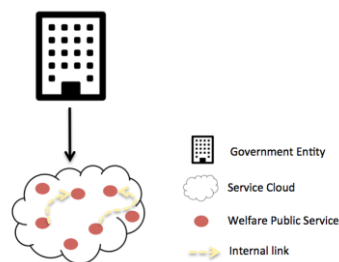 Government Entity
Service Cloud
Welfare Public Service
Internal link